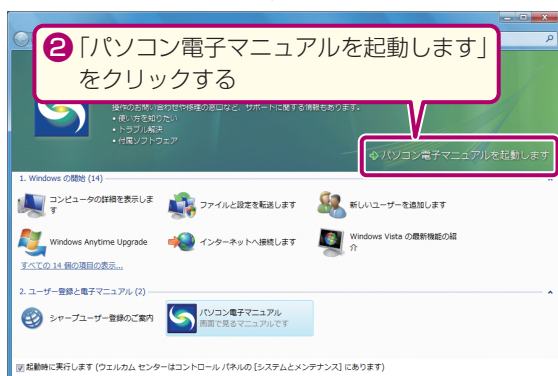 ❷「パソコン電子マニュアルを起動します」
をクリックする
操作のお問い合わせや修理の窓口など、サポートに関する情報もあります。
• 使い方を知りたい
• トラブル解決
• 付属ソフトウェア
パソコン電子マニュアルを起動します
1. Windows の開始 (14)
コンピュータの詳細を表示しま
す
ファイルと設定を転送します
新しいユーザーを追加します
Windows Anytime Upgrade
インターネットへ接続します
Windows Vista の最新機能の紹
介
すべての 14 個の項目の表示...
2. ユーザー登録と電子マニュアル (2)
シャープユーザー登録のご案内
パソコン電子マニュアル
画面で見るマニュアルです
起動時に実行します (ウェルカム センターはコントロール パネルの [システムとメンテナンス] にあります)